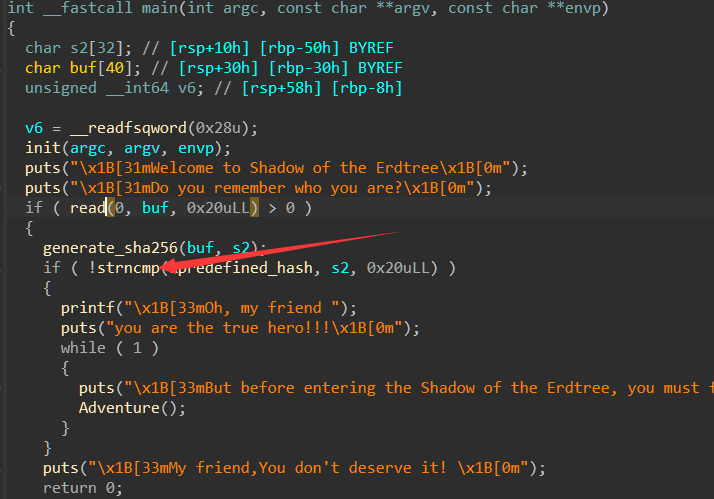 int __fastcall main(int argc, const char **argv, const char **envp)
{
char s2[32]; // [rsp+10h] [rbp-50h] BYREF
char buf[40]; // [rsp+30h] [rbp-30h] BYREF
unsigned __int64 v6; // [rsp+58h] [rbp-8h]
v6 = __readfsqword(0x28u);
init(argc, argv, envp);
puts("\x1B[31mWelcome to Shadow of the Erdtree\x1B[0m");
puts("\x1B[31mDo you remember who you are?\x1B[0m");
if ( read(0, buf, 0x20uLL) > 0 )
{
generate_sha256(buf, s2);
if ( !strncmp(predefined_hash, s2, 0x20uLL) )
{
printf("\x1B[33mOh, my friend ");
puts("you are the true hero!!!\x1B[0m");
while ( 1 )
{
puts("\x1B[33mBut before entering the Shadow of the Erdtree, you must
Adventure();
}
}
puts("\x1B[33mMy friend,You don't deserve it! \x1B[0m");
return 0;